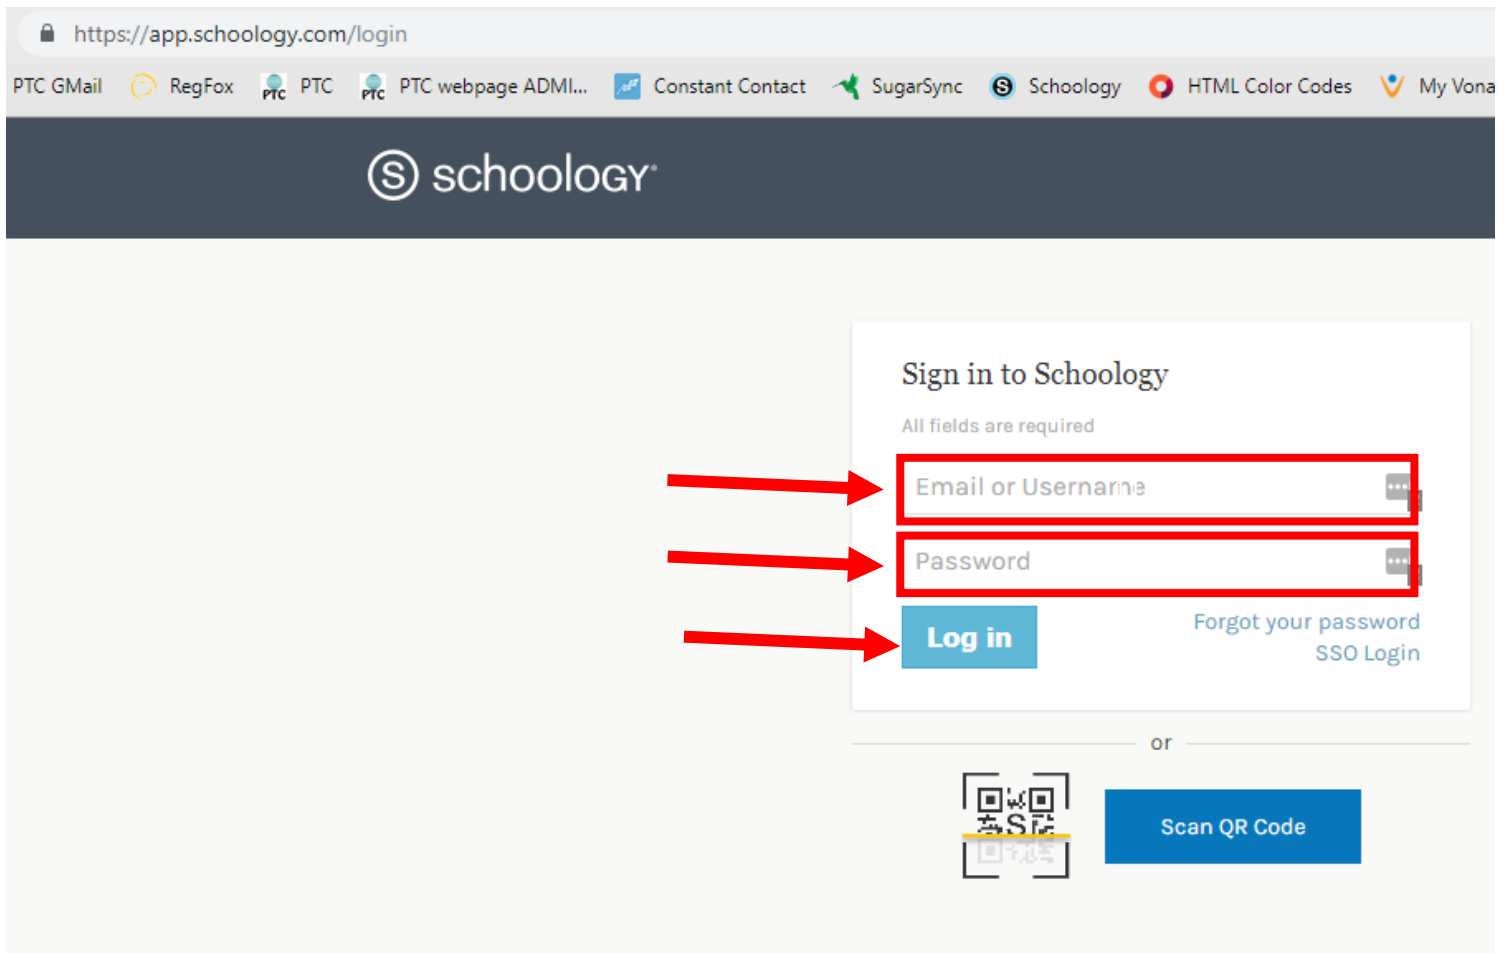 https://app.schoology.com/login
PTC GMail RegFox PTC PTC PTC PTC webpage ADMI... Constant Contact SugarSync S Schoology HTML Color Codes My Vona
S schoology
Sign in to Schoology
All fields are required
Email or Username
Password
Log in
Forgot your password
SSO Login
or
S
Scan QR Code